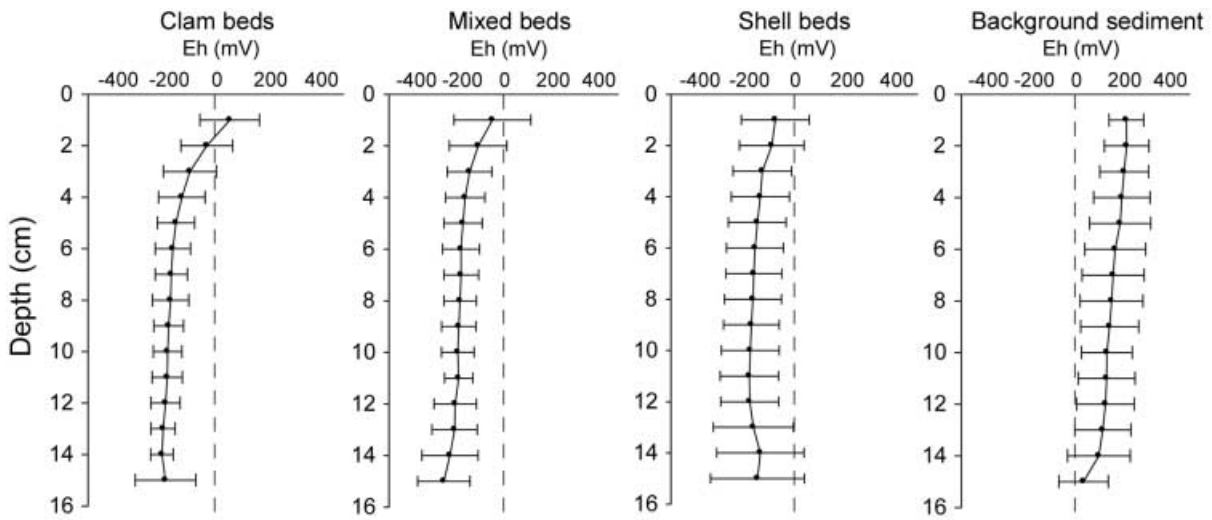 Clam beds Mixed beds Shell beds Background sediment
Eh (mV) Eh (mV) Eh (mV) Eh (mV)
-400 -200 0 200 400 -400 -200 0 200 400 -400 -200 0 200 400 -400 -200 0 200 400
0 0 0 0
2 2 2 2
4 4 4 4
6 6 6 6
Depth (cm)
8 8 8 8
10 10 10 10
12 12 12 12
14 14 14 14
16 16 16 16